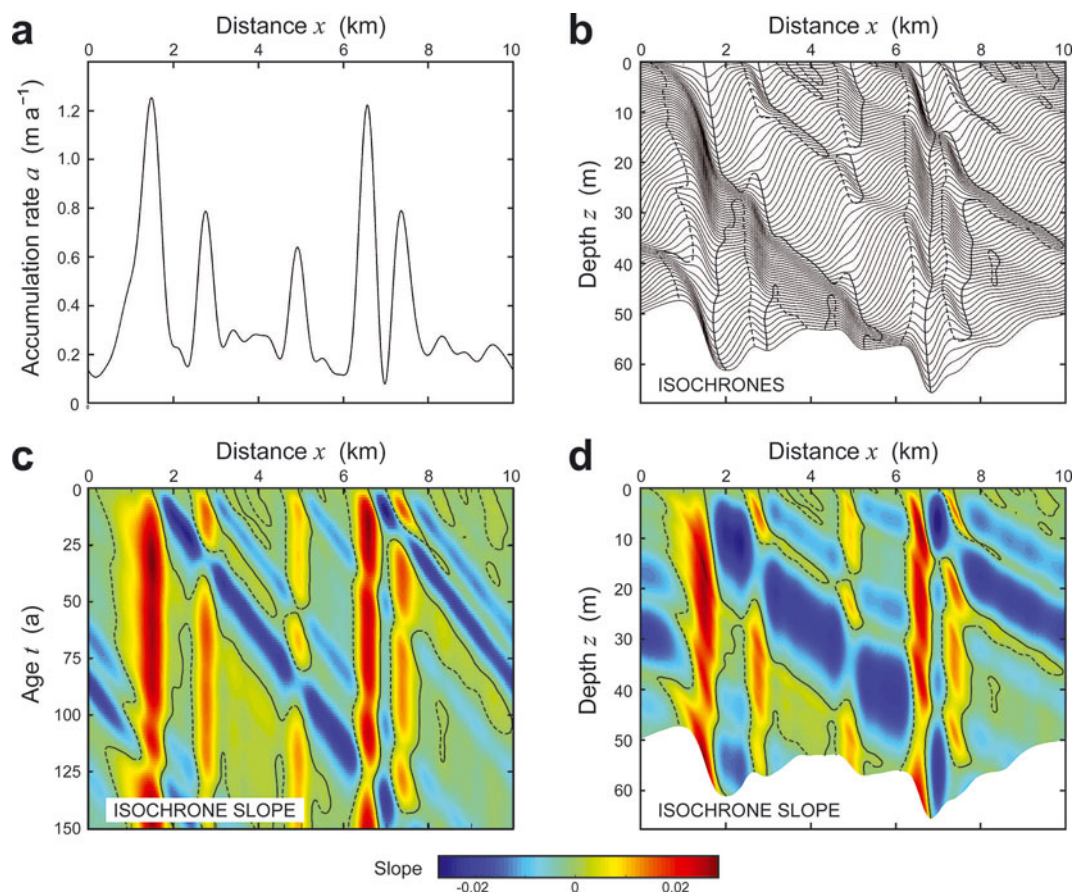 a
Distance x (km)
0 2 4 6 8 10
Accumulation rate a (m a⁻¹)
1.2
1.0
0.8
0.6
0.4
0.2
0
b
Distance x (km)
0 2 4 6 8 10
Depth z (m)
0
10
20
30
40
50
60
ISOCHRONES
c
Distance x (km)
0 2 4 6 8 10
Age t (a)
0
25
50
75
100
125
150
ISOCHRONE SLOPE
d
Distance x (km)
0 2 4 6 8 10
Depth z (m)
0
10
20
30
40
50
60
ISOCHRONE SLOPE
Slope
-0.02 0 0.02